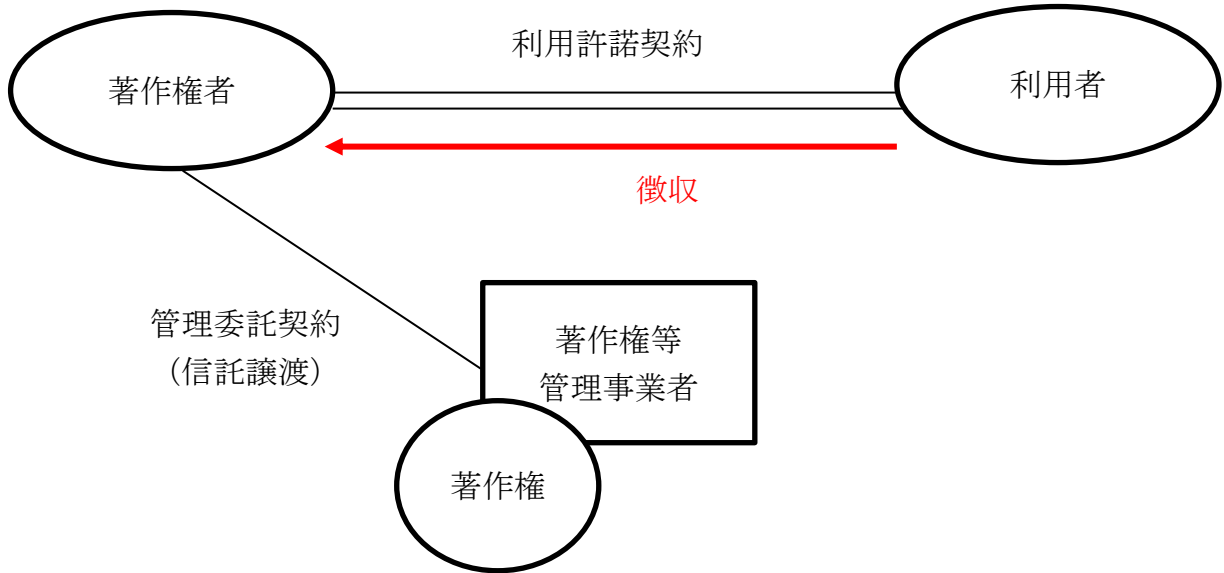 利用許諾契約
著作権者
利用者
徴収
管理委託契約
（信託譲渡）
著作権等
管理事業者
著作権